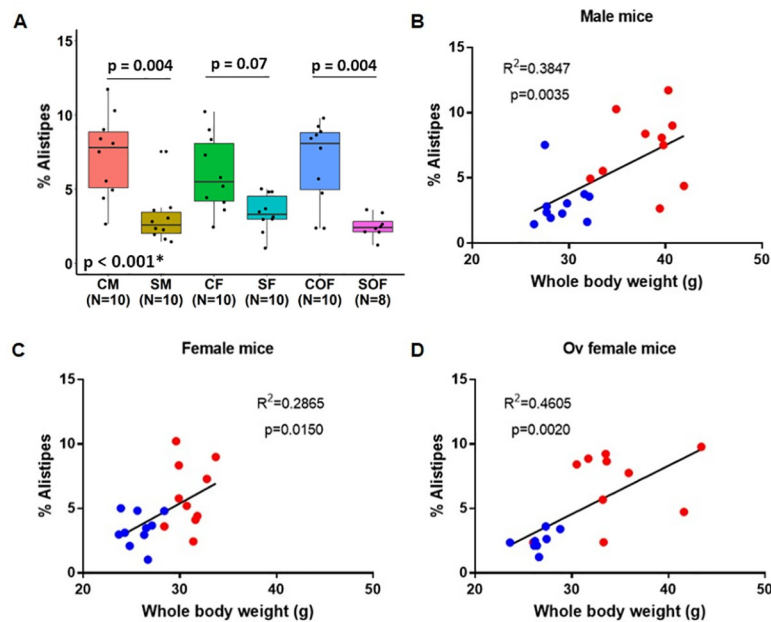 A
15
10
5
0
% Alistipes
p = 0.004
p = 0.07
p = 0.004
p < 0.001*
CM SM CF SF COF SOF
(N=10) (N=10) (N=10) (N=10) (N=10) (N=8)
B
Male mice
R²=0.3847
p=0.0035
15
10
5
0
% Alistipes
20 30 40 50
Whole body weight (g)
C
Female mice
R²=0.2865
p=0.0150
15
10
5
0
% Alistipes
20 30 40 50
Whole body weight (g)
D
Ov female mice
R²=0.4605
p=0.0020
15
10
5
0
% Alistipes
20 30 40 50
Whole body weight (g)